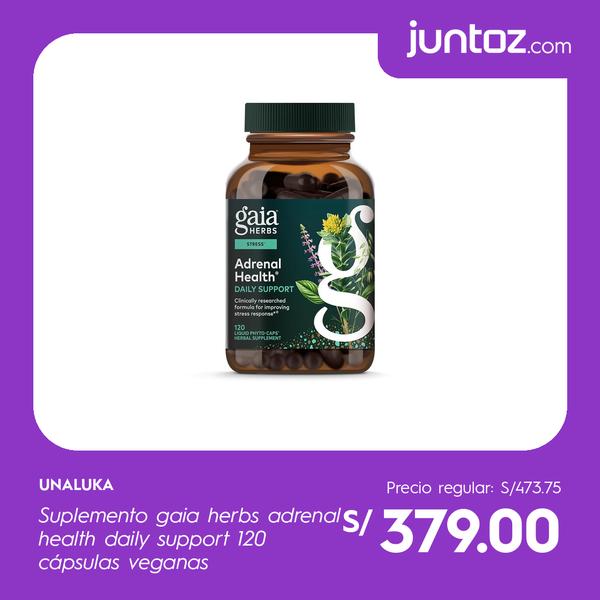 juntoz.com
gaia
HERBS
STRESS
Adrenal
Health*
DAILY SUPPORT
Clinically researched
formula for improving
stress response*
120
LIQUID PHYTO-CAPS
HERBAL SUPPLEMENT
UNALUKA
Precio regular: S/473.75
Suplemento gaia herbs adrenal
health daily support 120
cápsulas veganas
S/ 379.00